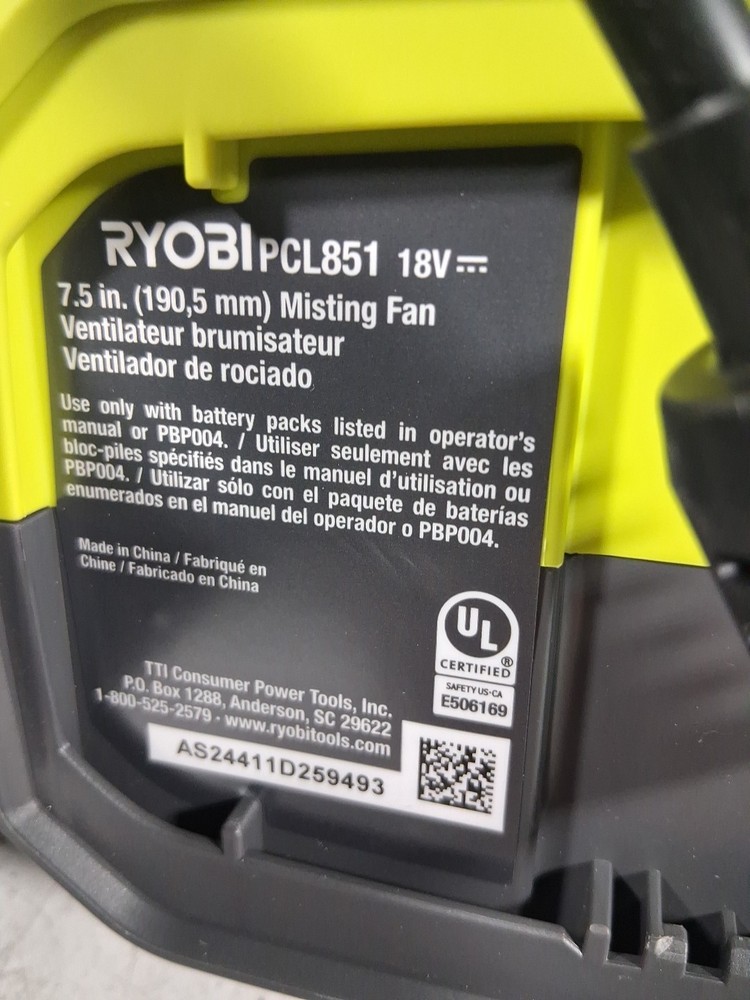 RYOBI PCL851 18V
7.5 in. (190,5 mm) Misting Fan
Ventilateur brumisateur
Ventilador de rociado
Use only with battery packs listed in operator's
manual or PBP004. / Utiliser seulement avec les
bloc-piles spécifiés dans le manuel d'utilisation ou
PBP004. / Utilizar sólo con el paquete de baterías
enumerados en el manual del operador o PBP004.
Made in China / Fabriqué en
Chine / Fabricado en China
UL
CERTIFIED®
SAFETY US-CA
E506169
TTI Consumer Power Tools, Inc.
P.O. Box 1288, Anderson, SC 29622
1-800-525-2579 · www.ryobitools.com
AS24411D259493